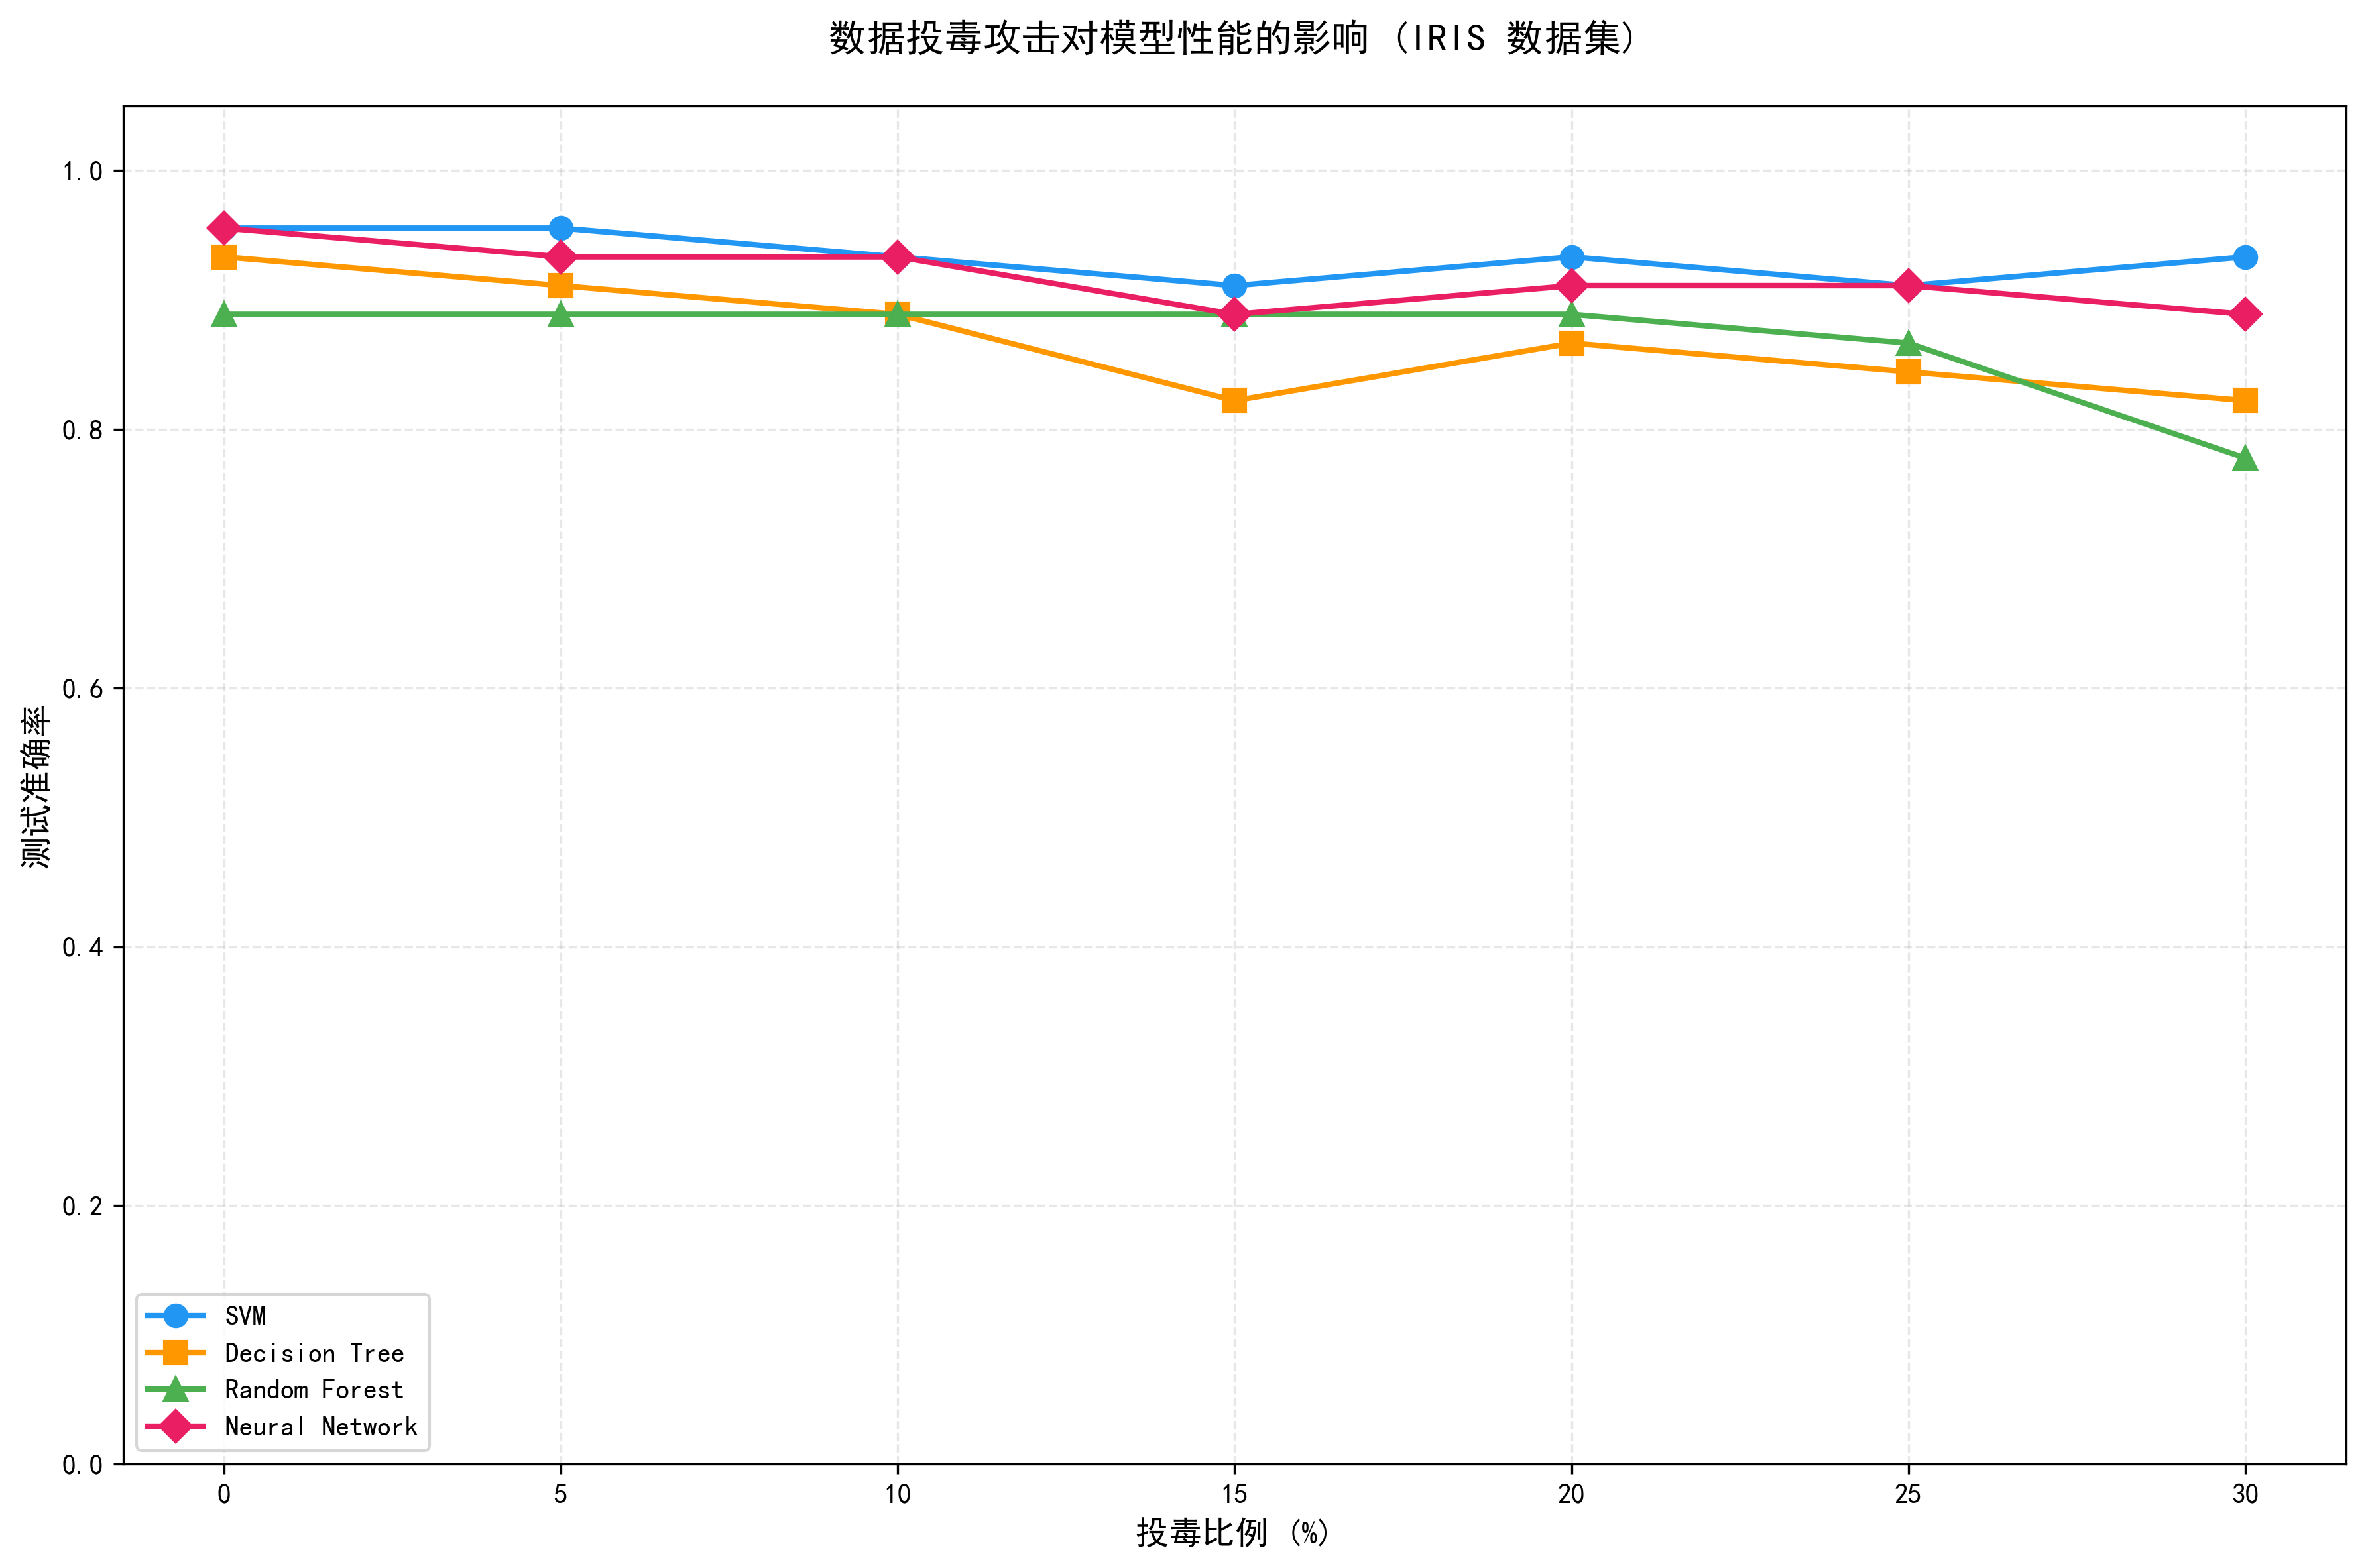 数据投毒攻击对模型性能的影响 (IRIS 数据集)
测试准确率
1.0
0.8
0.6
0.4
0.2
0.0
SVM
Decision Tree
Random Forest
Neural Network
0 5 10 15 20 25 30
投毒比例 (%)